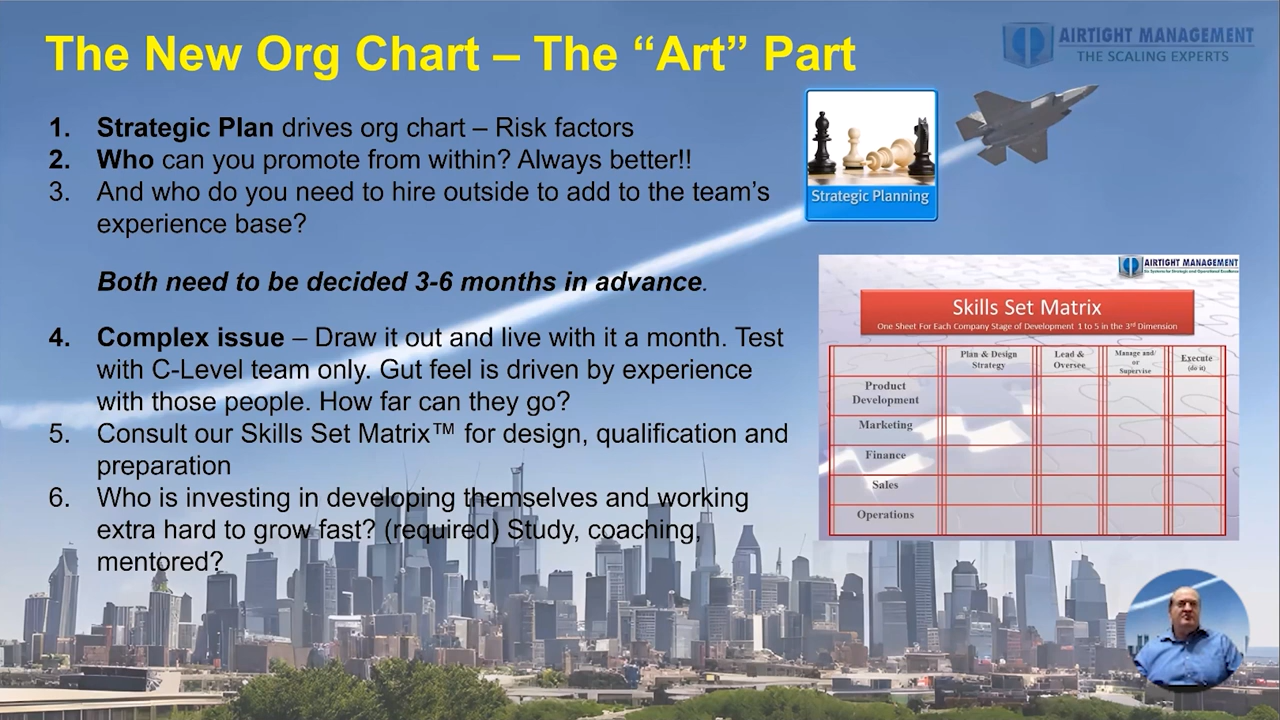 The New Org Chart – The “Art” Part
AIRTIGHT MANAGEMENT
THE SCALING EXPERTS
1. Strategic Plan drives org chart – Risk factors
2. Who can you promote from within? Always better!!
3. And who do you need to hire outside to add to the team’s
experience base?
Both need to be decided 3-6 months in advance.
4. Complex issue – Draw it out and live with it a month. Test
with C-Level team only. Gut feel is driven by experience
with those people. How far can they go?
5. Consult our Skills Set Matrix™ for design, qualification and
preparation
6. Who is investing in developing themselves and working
extra hard to grow fast? (required) Study, coaching,
mentored?
Strategic Planning
AIRTIGHT MANAGEMENT
Six Systems for Strategic and Operational Excellence
Skills Set Matrix
One Sheet For Each Company Stage of Development 1 to 5 in the 3rd Dimension
Plan & Design
Strategy
Lead &
Oversee
Manage and/
or
Supervise
Execute
(do it)
Product
Development
Marketing
Finance
Sales
Operations